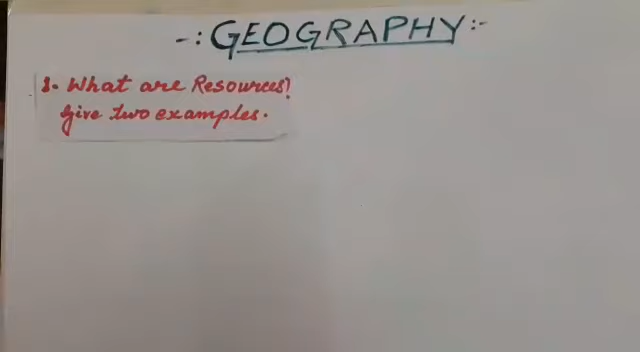 -: GEOGRAPHY :-
1. What are Resources?
Give two examples.